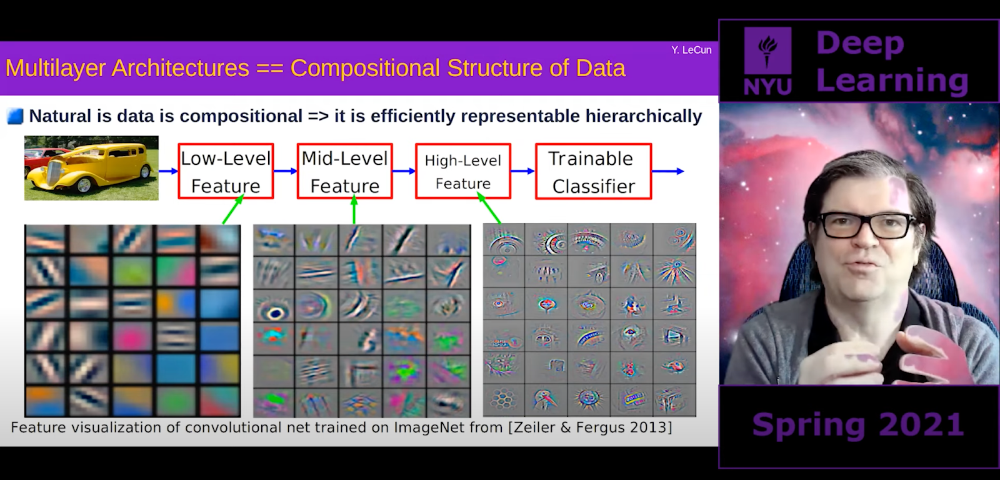 Y. LeCun
Multilayer Architectures == Compositional Structure of Data
Natural is data is compositional => it is efficiently representable hierarchically
Low-Level
Feature
Mid-Level
Feature
High-Level
Feature
Trainable
Classifier
Feature visualization of convolutional net trained on ImageNet from [Zeiler & Fergus 2013]
NYU
Deep
Learning
Spring 2021